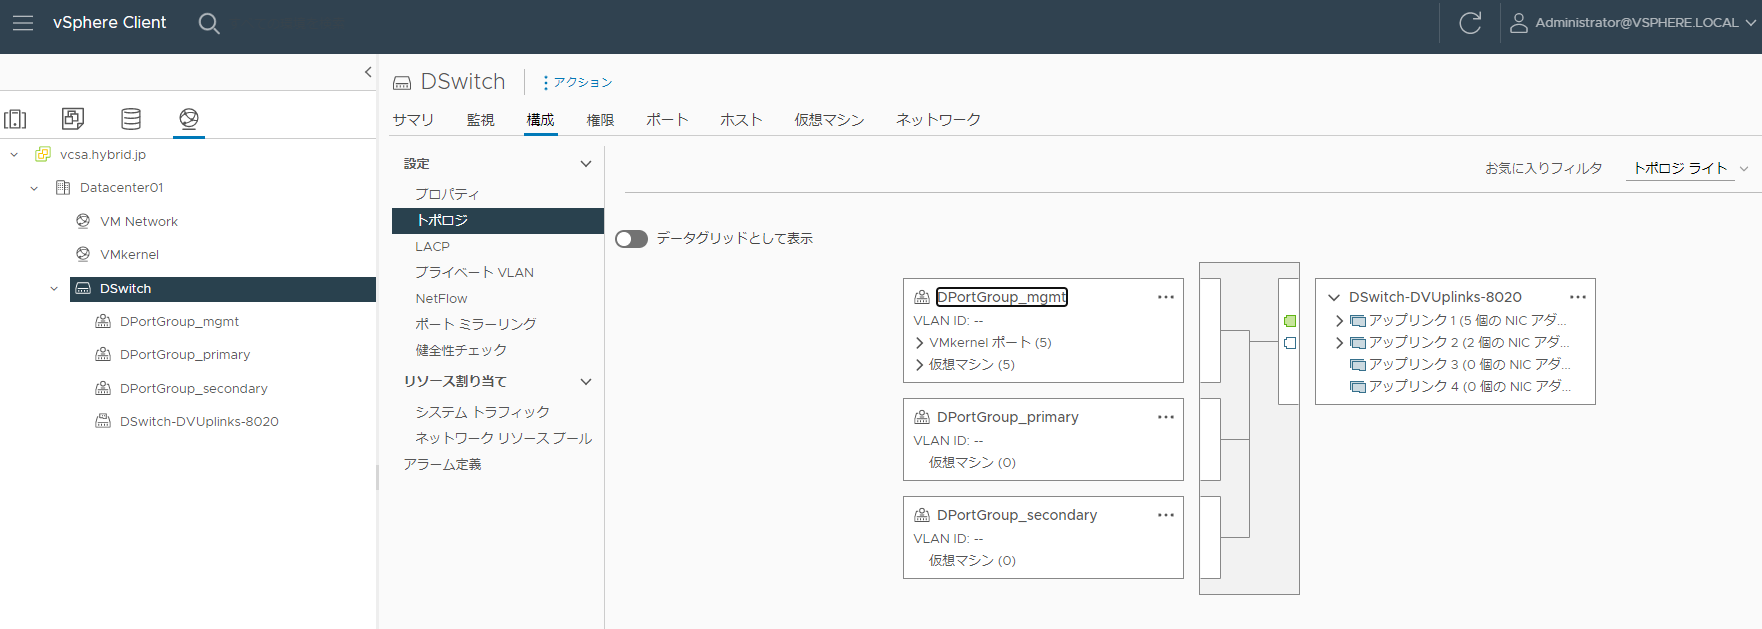 vSphere Client
Administrator@VSPHERE.LOCAL
vcsa.hybrid.jp
Datacenter01
VM Network
VMkernel
DSwitch
DPortGroup_mgmt
DPortGroup_primary
DPortGroup_secondary
DSwitch-DVUplinks-8020
DSwitch
アクション
サマリ 監視 構成 権限 ポート ホスト 仮想マシン ネットワーク
設定
プロパティ
トポロジ
LACP
プライベート VLAN
NetFlow
ポート ミラーリング
健全性チェック
リソース割り当て
システム トラフィック
ネットワーク リソース プール
アラーム定義
お気に入りフィルタ トポロジ ライト
データグリッドとして表示
DPortGroup_mgmt
VLAN ID: --
VMkernel ポート (5)
仮想マシン (5)
DPortGroup_primary
VLAN ID: --
仮想マシン (0)
DPortGroup_secondary
VLAN ID: --
仮想マシン (0)
DSwitch-DVUplinks-8020
アップリンク 1 (5 個の NIC アダ...
アップリンク 2 (2 個の NIC アダ...
アップリンク 3 (0 個の NIC アダ...
アップリンク 4 (0 個の NIC アダ...